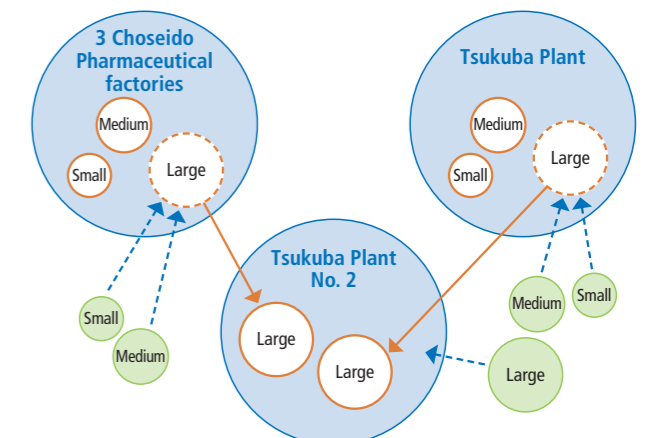 3 Choseido
Pharmaceutical
factories
Medium
Small
Large
Tsukuba Plant
Medium
Small
Large
Tsukuba Plant
No. 2
Large
Large
Small
Medium
Medium
Small
Large